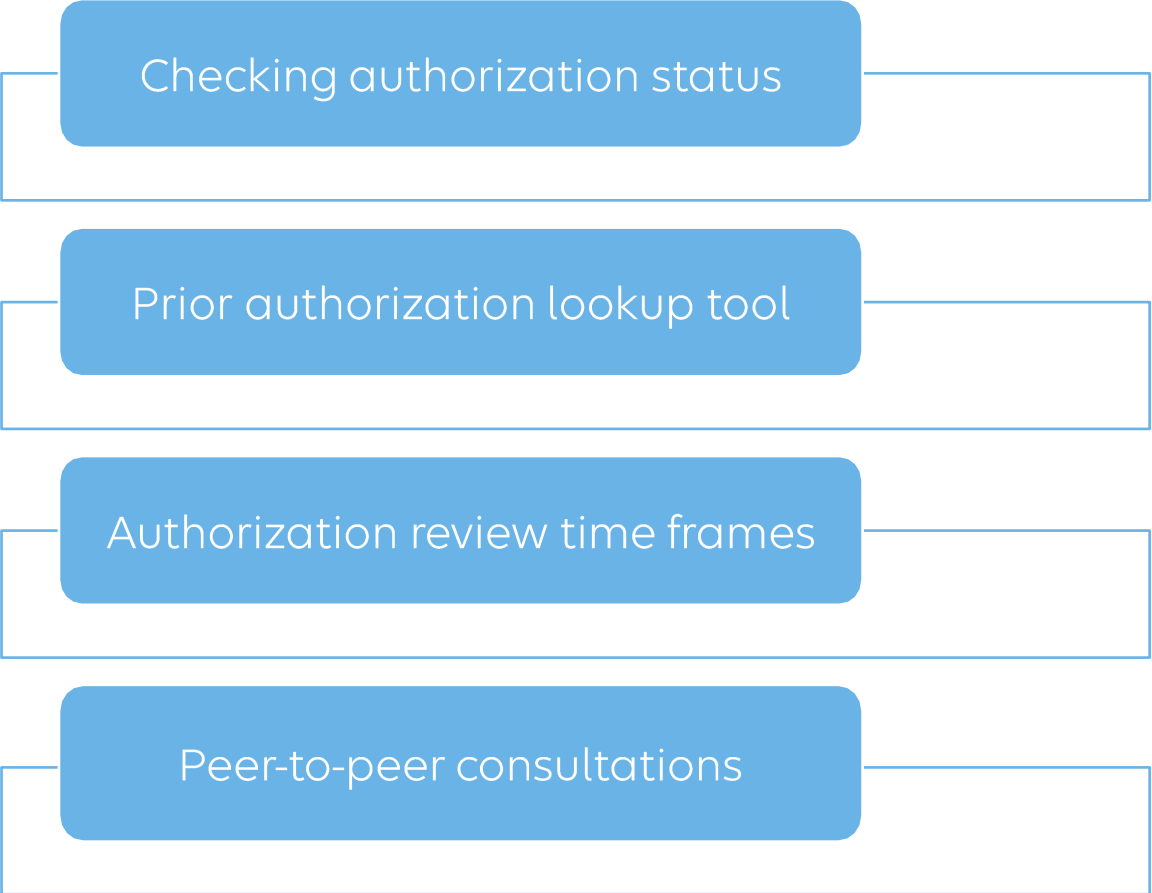 Checking authorization status
Prior authorization lookup tool
Authorization review time frames
Peer-to-peer consultations